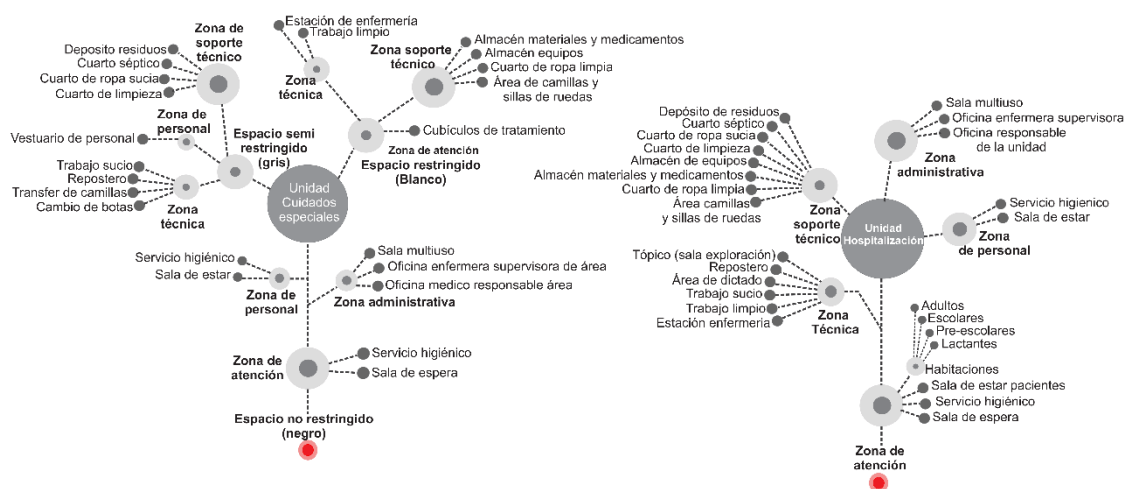 Estación de enfermería
Trabajo limpio
Zona
técnica
Zona de
soporte
técnico
Deposito residuos
Cuarto séptico
Cuarto de ropa sucia
Cuarto de limpieza
Zona soporte
técnico
Almacén materiales y medicamentos
Almacén equipos
Cuarto de ropa limpia
Área de camillas y
sillas de ruedas
Zona de
personal
Vestuario de personal
Espacio semi
restringido
(gris)
Cubículos de tratamiento
Zona de atención
Espacio restringido
(Blanco)
Trabajo sucio
Repostero
Transfer de camillas
Cambio de botas
Zona
técnica
Unidad
Cuidados
especiales
Servicio higiénico
Sala de estar
Zona de
personal
Sala multiuso
Oficina enfermera supervisora de área
Oficina medico responsable área
Zona administrativa
Zona de
atención
Servicio higiénico
Sala de espera
Espacio no restringido
(negro)
Depósito de residuos
Cuarto séptico
Cuarto de ropa sucia
Cuarto de limpieza
Almacen de equipos
Almacén materiales y medicamentos
Cuarto de ropa limpia
Área camillas
y sillas de ruedas
Zona
soporte
técnico
Sala multiuso
Oficina enfermera supervisora
Oficina responsable
de la unidad
Zona
administrativa
Unidad
Hospitalización
Servicio higienico
Sala de estar
Zona
de personal
Tópico (sala exploración)
Repostero
Área de dictado
Trabajo sucio
Trabajo limpio
Estación enfermeria
Zona
Técnica
Adultos
Escolares
Pre-escolares
Lactantes
Habitaciones
Sala de estar pacientes
Servicio higiénico
Sala de espera
Zona de
atención